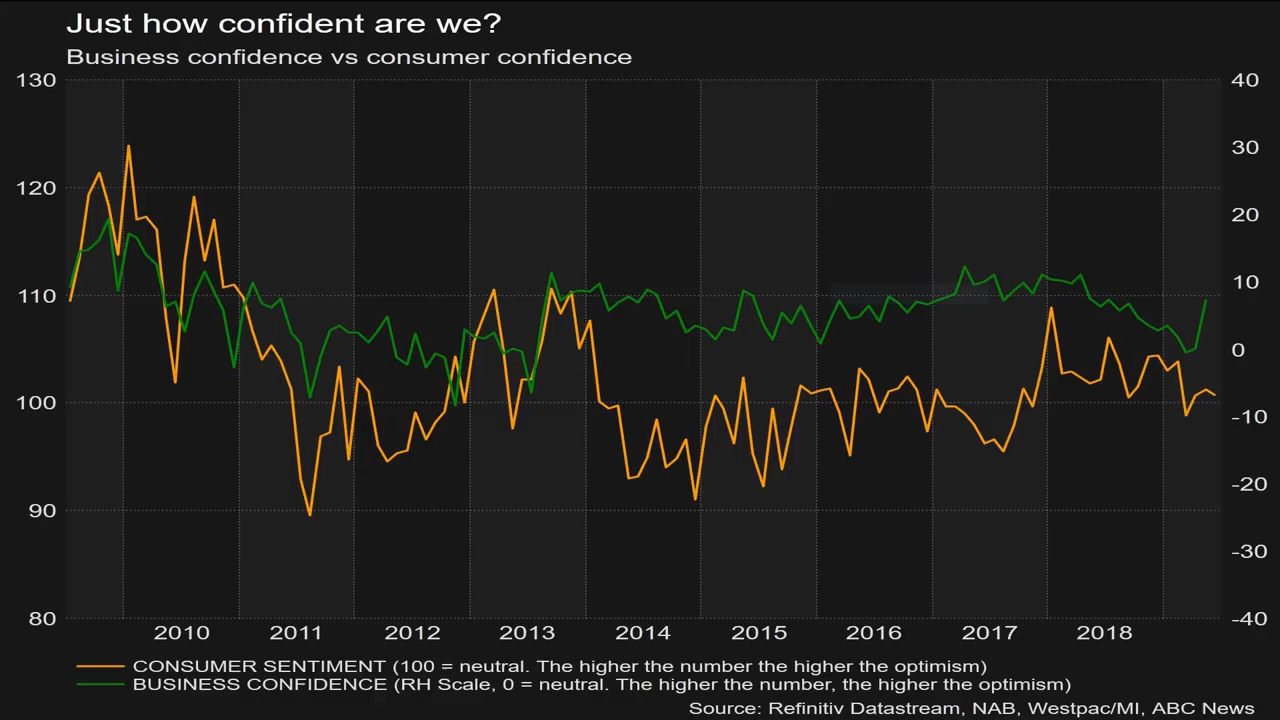 Just how confident are we?
Business confidence vs consumer confidence
130 40
30
120
20
110 10
0
100
-10
-20
90
-30
80 -40
2010 2011 2012 2013 2014 2015 2016 2017 2018
CONSUMER SENTIMENT (100 = neutral. The higher the number the higher the optimism)
BUSINESS CONFIDENCE (RH Scale, 0 = neutral. The higher the number, the higher the optimism)
Source: Refinitiv Datastream, NAB, Westpac/MI, ABC News